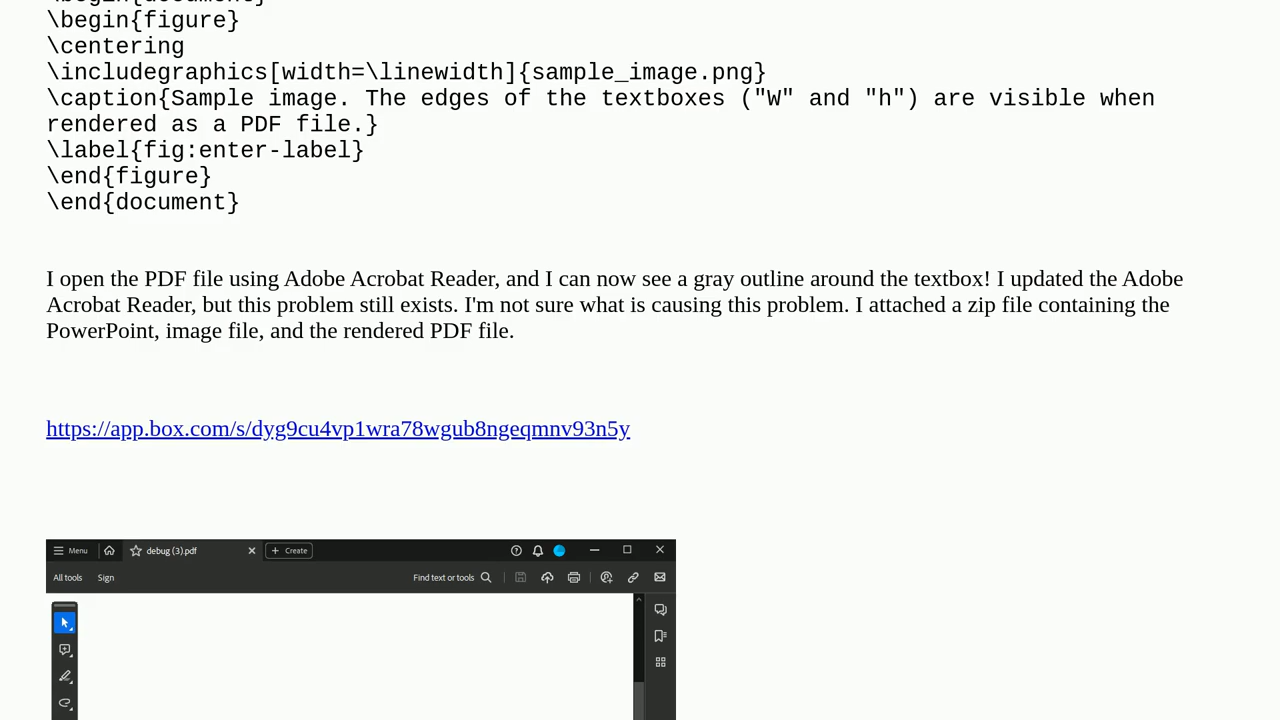 \begin{document}
\begin{figure}
\centering
\includegraphics[width=\linewidth]{sample_image.png}
\caption{Sample image. The edges of the textboxes ("W" and "h") are visible when
rendered as a PDF file.}
\label{fig:enter-label}
\end{figure}
\end{document}
I open the PDF file using Adobe Acrobat Reader, and I can now see a gray outline around the textbox! I updated the Adobe
Acrobat Reader, but this problem still exists. I'm not sure what is causing this problem. I attached a zip file containing the
PowerPoint, image file, and the rendered PDF file.
https://app.box.com/s/dyg9cu4vp1wra78wgub8ngeqmnv93n5y
Menu debug (3).pdf Create
All tools Sign Find text or tools